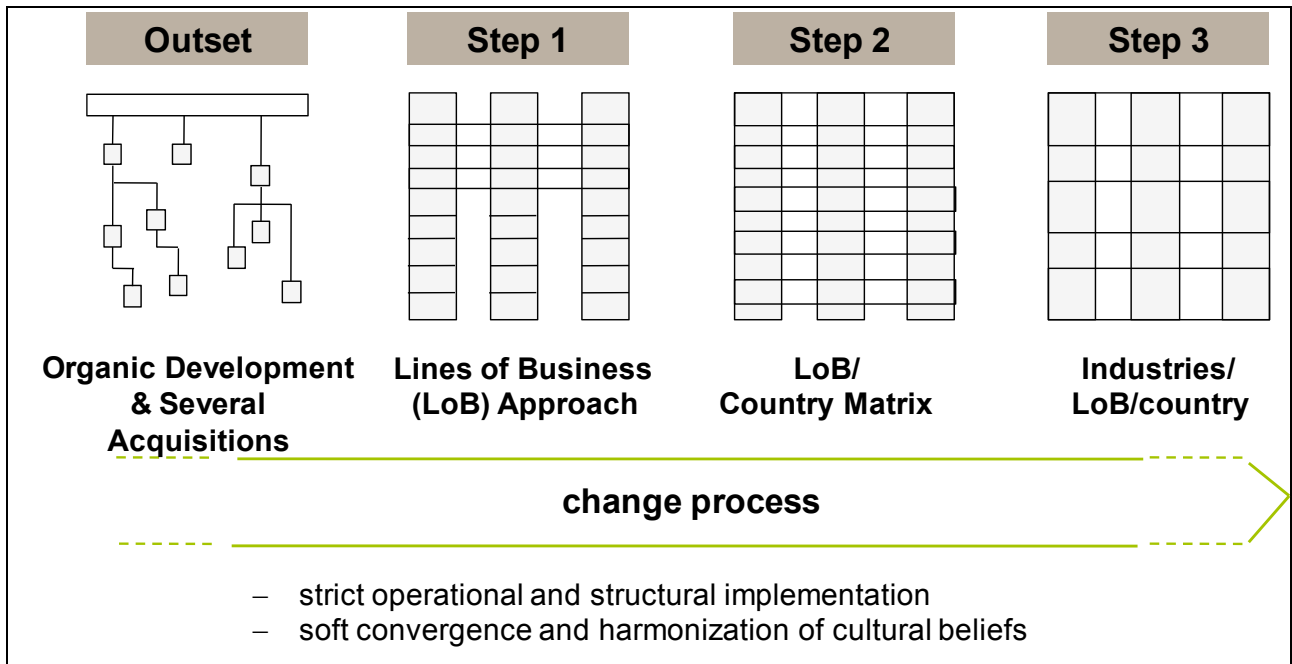 Outset
Step 1
Step 2
Step 3
Organic Development
& Several
Acquisitions
Lines of Business
(LoB) Approach
LoB/
Country Matrix
Industries/
LoB/country
change process
– strict operational and structural implementation
– soft convergence and harmonization of cultural beliefs